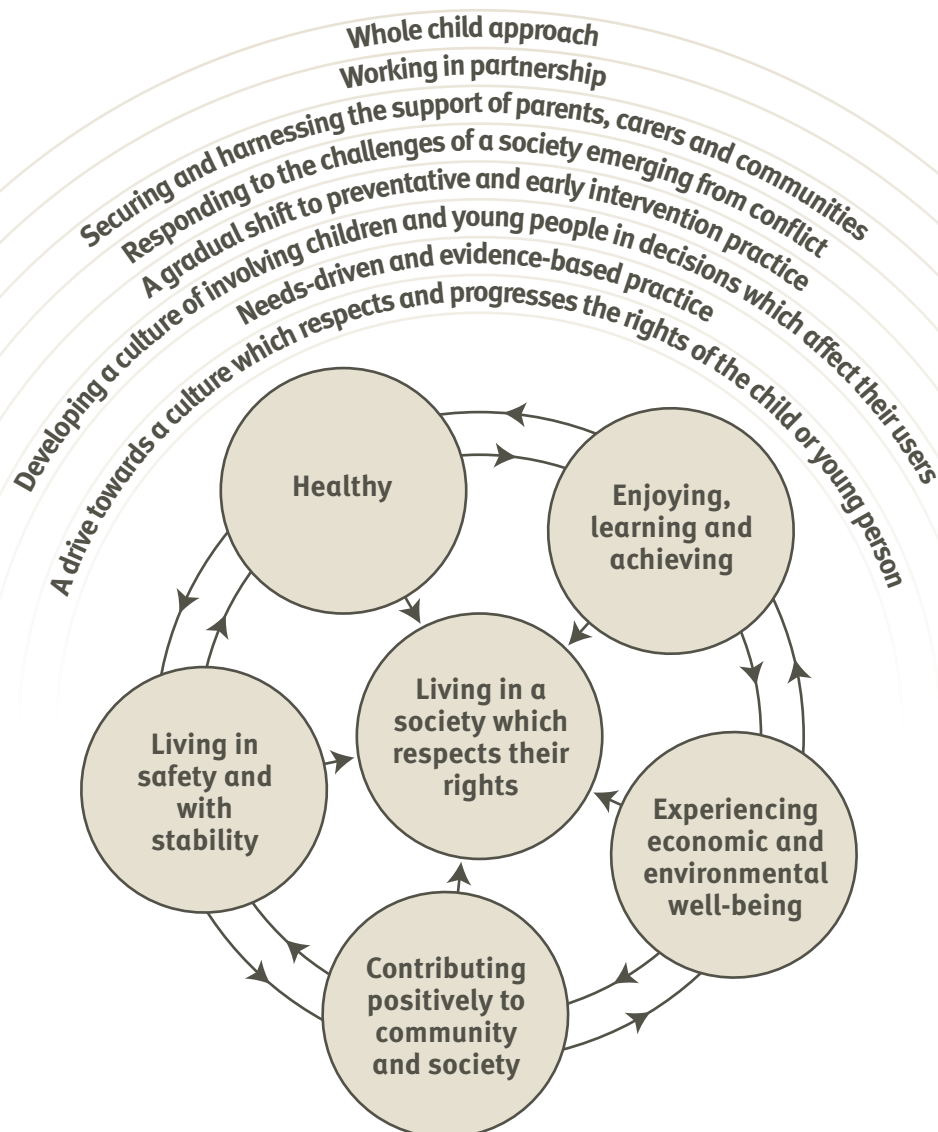 Whole child approach
Working in partnership
Securing and harnessing the support of parents, carers and communities
Responding to the challenges of a society emerging from conflict
A gradual shift to preventative and early intervention practice
Developing a culture of involving children and young people in decisions which affect their users
Needs-driven and evidence-based practice
A drive towards a culture which respects and progresses the rights of the child or young person
Healthy
Enjoying,
learning and
achieving
Living in a
society which
respects their
rights
Living in
safety and
with
stability
Experiencing
economic and
environmental
well-being
Contributing
positively to
community
and society